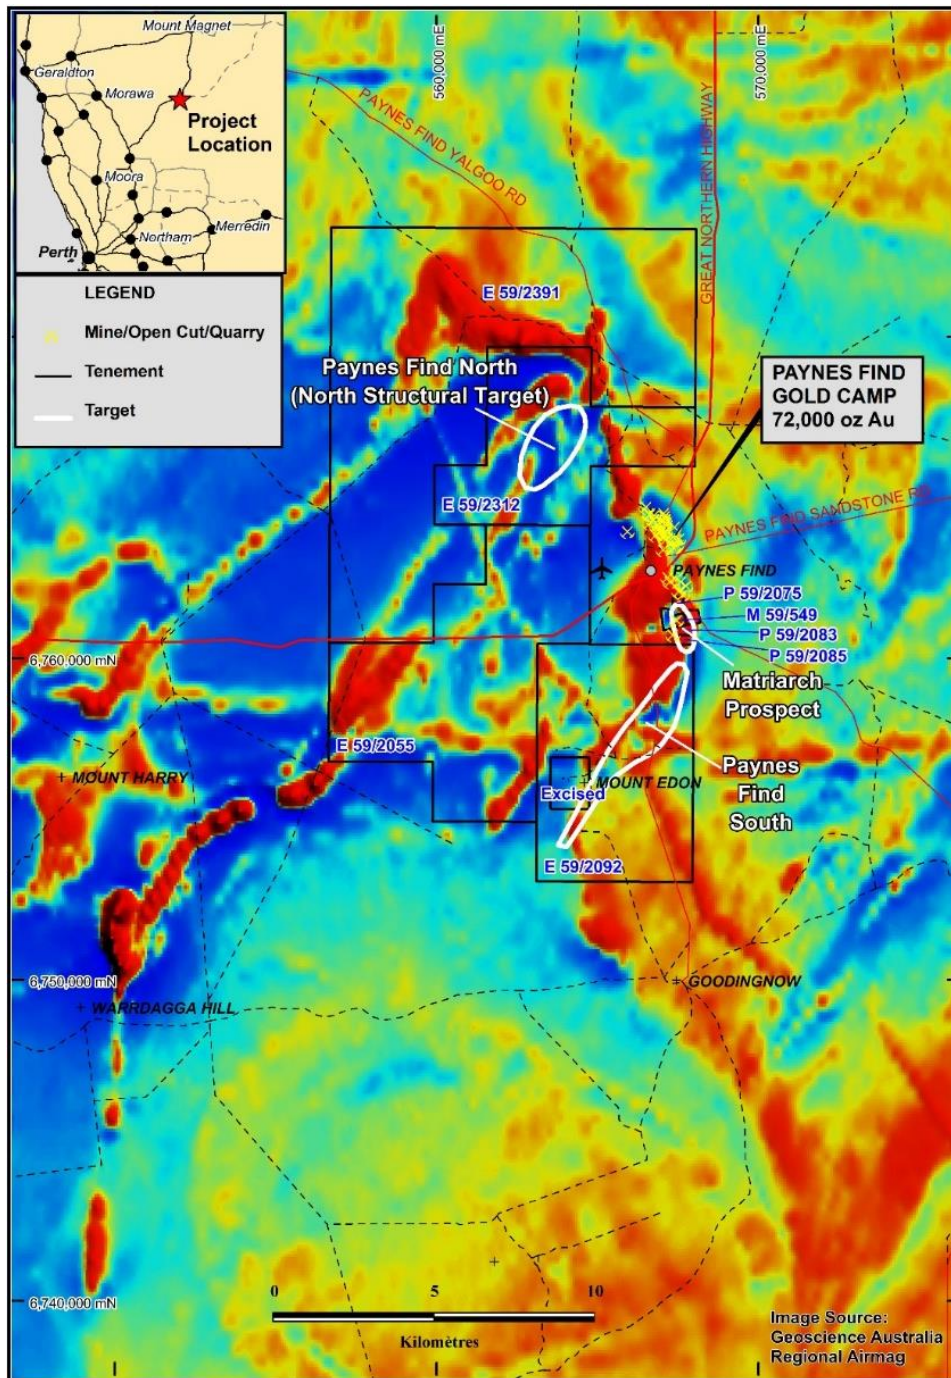 Mount Magnet
Geraldton
Morawa
Project
Location
Moora
Northam
Merredin
Perth
LEGEND
Mine/Open Cut/Quarry
Tenement
Target
560,000 mE
570,000 mE
PAYNES FIND YALGOO RD
GREAT NORTHERN HIGHWAY
E 59/2391
Paynes Find North
(North Structural Target)
PAYNES FIND
GOLD CAMP
72,000 oz Au
E 59/2312
PAYNES FIND SANDSTONE RD
PAYNES FIND
P 59/2075
M 59/549
P 59/2083
P 59/2085
6,760,000 mN
Matriarch
Prospect
E 59/2055
MOUNT HARRY
MOUNT EDON
Excised
Paynes
Find
South
E 59/2092
6,750,000 mN
GOODINGNOW
WARRDAGGA HILL
6,740,000 mN
0
5
10
Kilomètres
Image Source:
Geoscience Australia
Regional Airmag